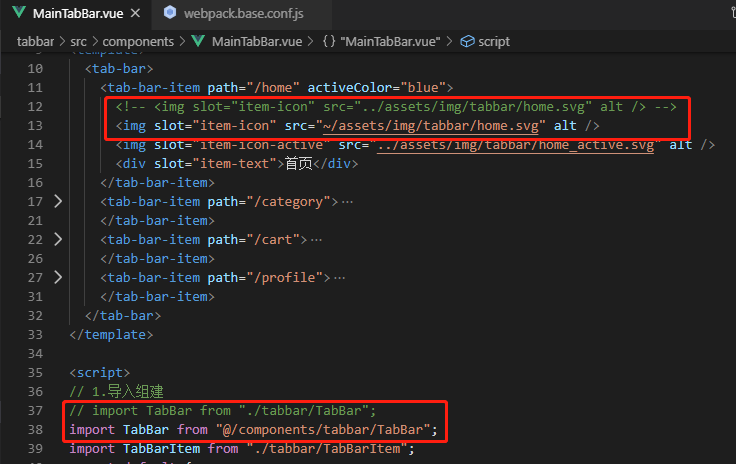 MainTabBar.vue × webpack.base.conf.js
tabbar > src > components > MainTabBar.vue > {} "MainTabBar.vue" > script
10 <tab-bar>
11 <tab-bar-item path="/home" activeColor="blue">
12 <!-- <img slot="item-icon" src="../assets/img/tabbar/home.svg" alt /> -->
13 <img slot="item-icon" src="~/assets/img/tabbar/home.svg" alt />
14 <img slot="item-icon-active" src="../assets/img/tabbar/home_active.svg" alt />
15 <div slot="item-text">首页</div>
16 </tab-bar-item>
17 > <tab-bar-item path="/category">…
21 </tab-bar-item>
22 > <tab-bar-item path="/cart">…
26 </tab-bar-item>
27 > <tab-bar-item path="/profile">…
31 </tab-bar-item>
32 </tab-bar>
33 </template>
34
35 <script>
36 // 1.导入组建
37 // import TabBar from "./tabbar/TabBar";
38 import TabBar from "@/components/tabbar/TabBar";
39 import TabBarItem from "./tabbar/TabBarItem";